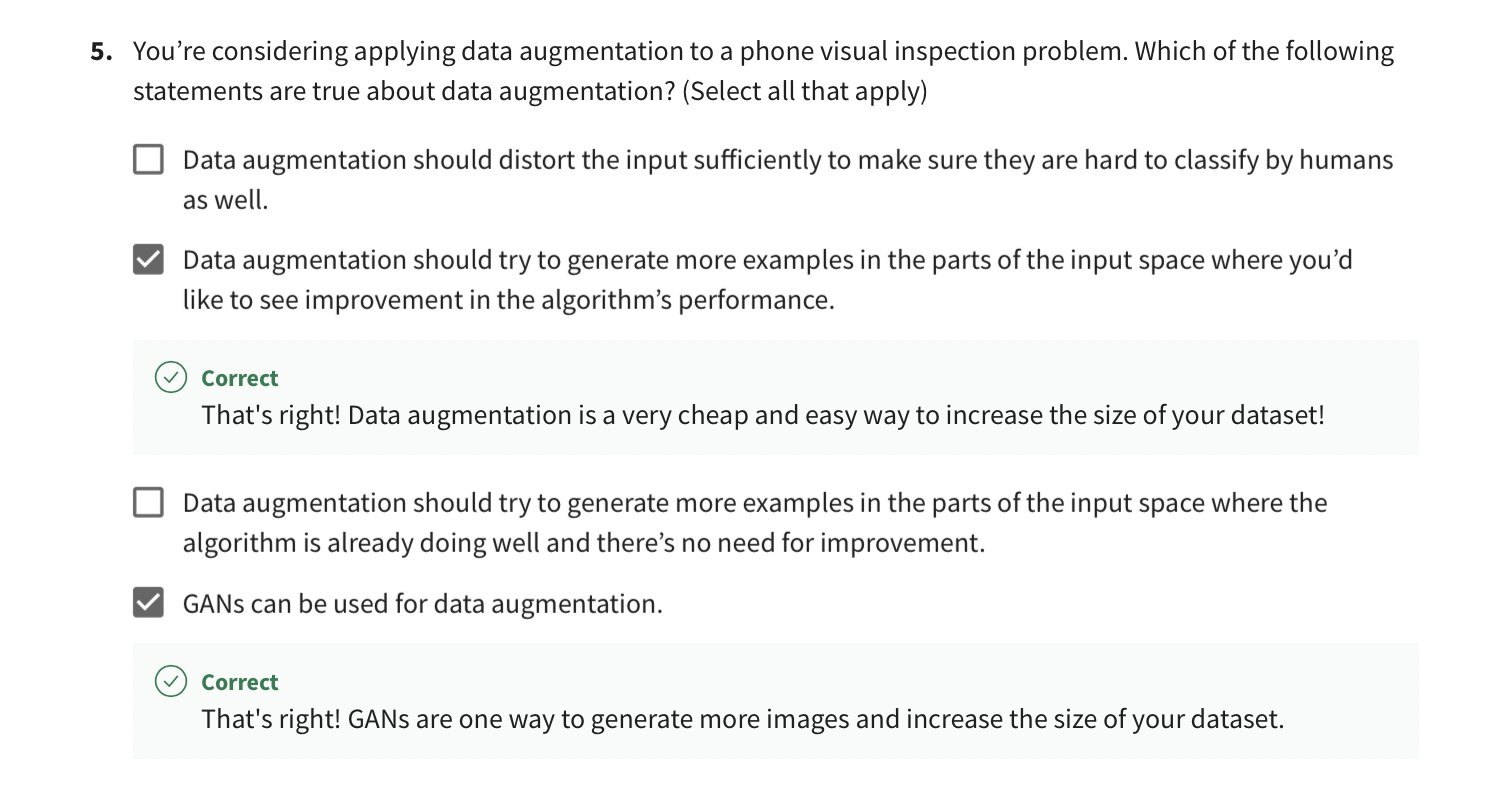 5. You’re considering applying data augmentation to a phone visual inspection problem. Which of the following
statements are true about data augmentation? (Select all that apply)
Data augmentation should distort the input sufficiently to make sure they are hard to classify by humans
as well.
Data augmentation should try to generate more examples in the parts of the input space where you’d
like to see improvement in the algorithm’s performance.
Correct
That's right! Data augmentation is a very cheap and easy way to increase the size of your dataset!
Data augmentation should try to generate more examples in the parts of the input space where the
algorithm is already doing well and there’s no need for improvement.
GANs can be used for data augmentation.
Correct
That's right! GANs are one way to generate more images and increase the size of your dataset.